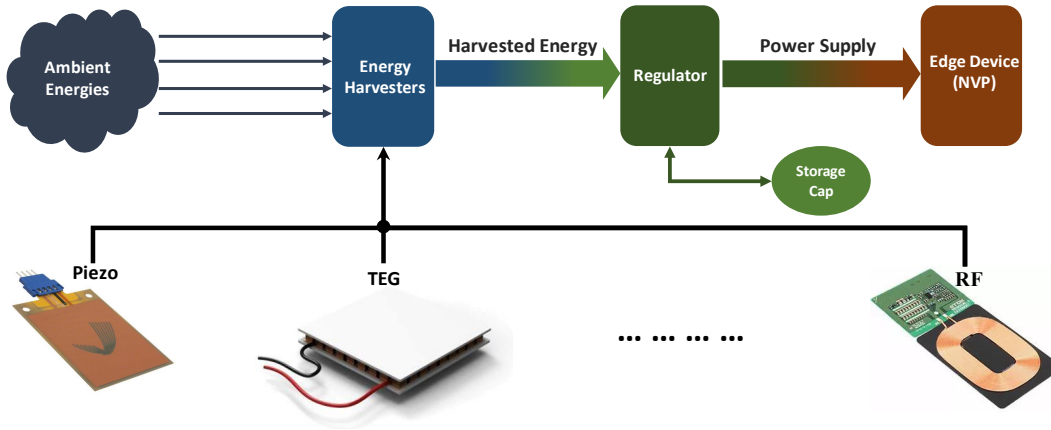 Ambient
Energies
Energy
Harvesters
Harvested Energy
Regulator
Power Supply
Edge Device
(NVP)
Storage
Cap
Piezo
TEG
RF
... ... ... ...